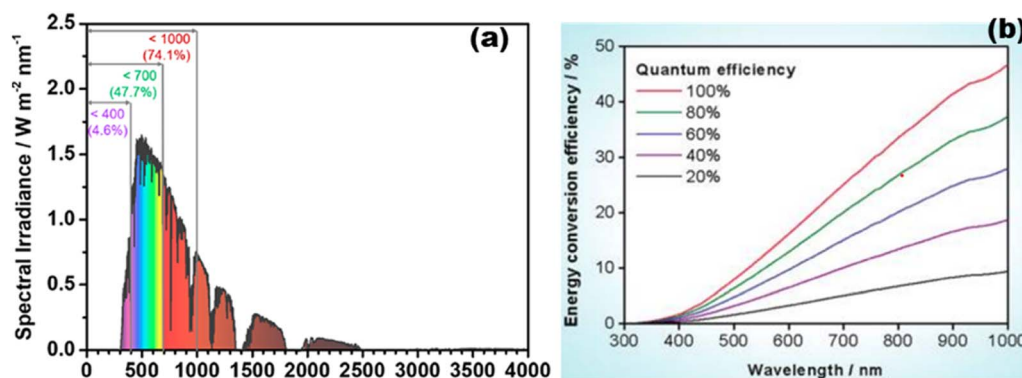 (a)
2.5
2.0
1.5
1.0
0.5
0.0
Spectral Irradiance / W m⁻² nm⁻¹
< 1000
(74.1%)
< 700
(47.7%)
< 400
(4.6%)
0 500 1000 1500 2000 2500 3000 3500 4000
(b)
50
40
30
20
10
0
Energy conversion efficiency / %
Quantum efficiency
100%
80%
60%
40%
20%
300 400 500 600 700 800 900 1000
Wavelength / nm